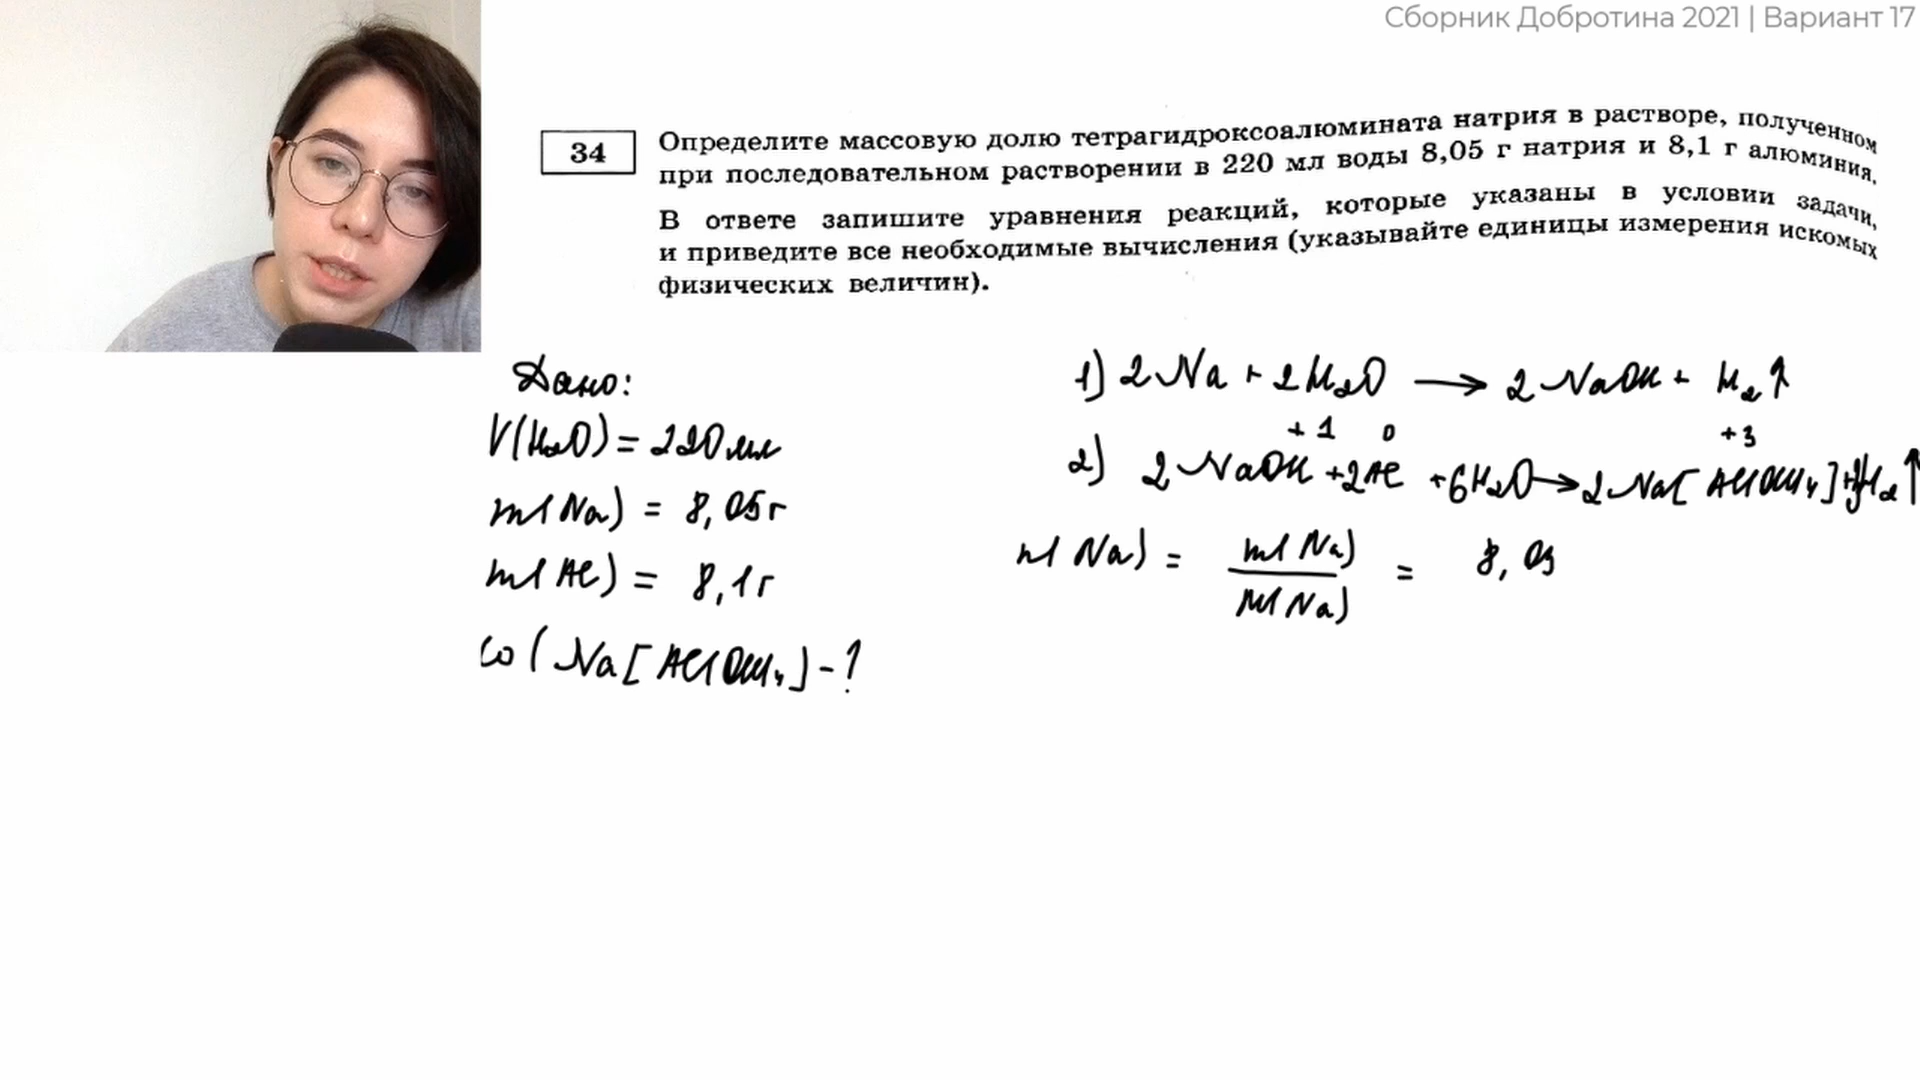 Сборник Добротина 2021 | Вариант 17
34
Определите массовую долю тетрагидроксоалюмината натрия в растворе, полученном
при последовательном растворении в 220 мл воды 8,05 г натрия и 8,1 г алюминия.
В ответе запишите уравнения реакций, которые указаны в условии задачи,
и приведите все необходимые вычисления (указывайте единицы измерения искомых
физических величин).
Дано:
V(H₂O) = 220 мл
m(Na) = 8,05 г
m(Al) = 8,1 г
ω(Na[Al(OH)₄] - ?
1) 2Na + 2H₂O → 2NaOH + H₂↑
+1 0 +3
2) 2NaOH + 2Al + 6H₂O → 2Na[Al(OH)₄] + 3H₂↑
n(Na) = m(Na) / M(Na) = 8,05